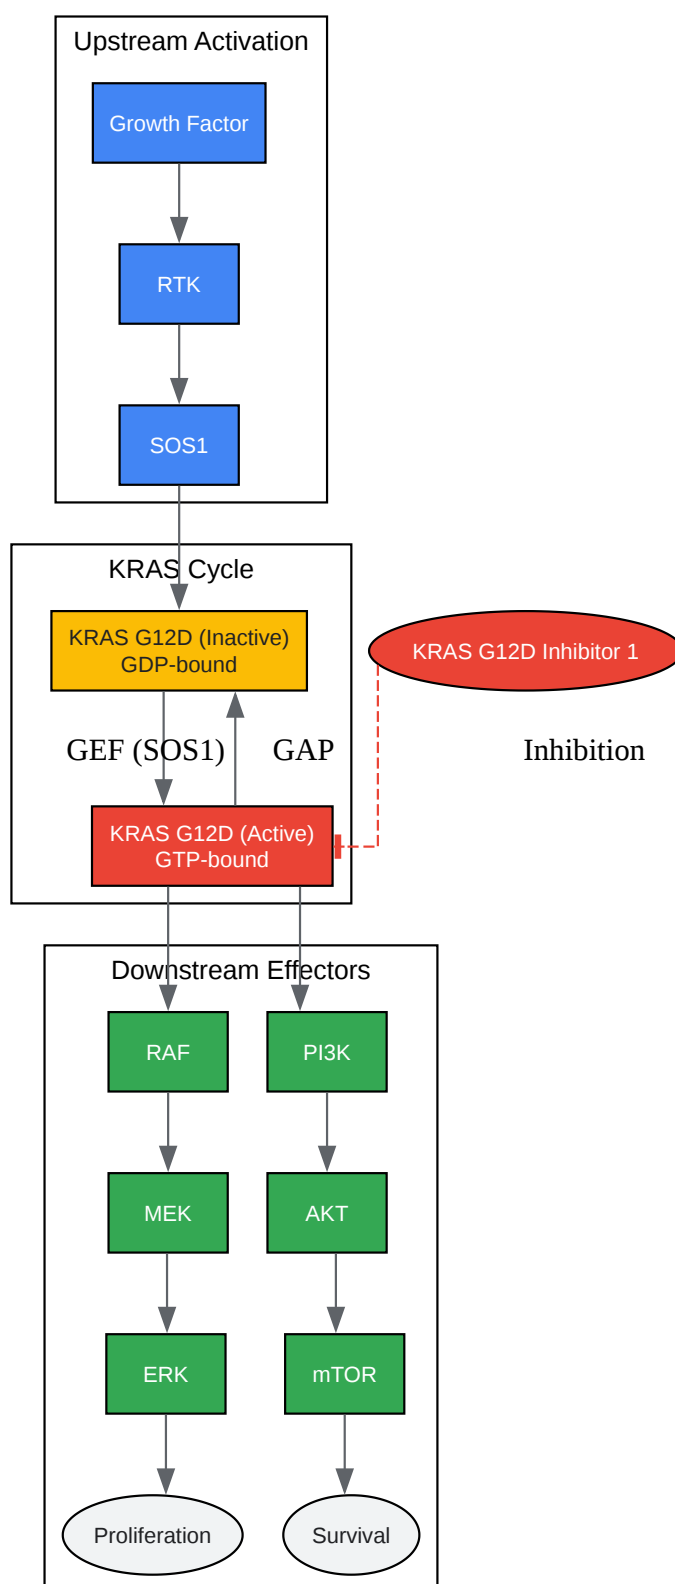 Upstream Activation
Growth Factor
RTK
SOS1
KRAS Cycle
KRAS G12D (Inactive)
GDP-bound
KRAS G12D Inhibitor 1
GEF (SOS1)
GAP
Inhibition
KRAS G12D (Active)
GTP-bound
Downstream Effectors
RAF
PI3K
MEK
AKT
ERK
mTOR
Proliferation
Survival